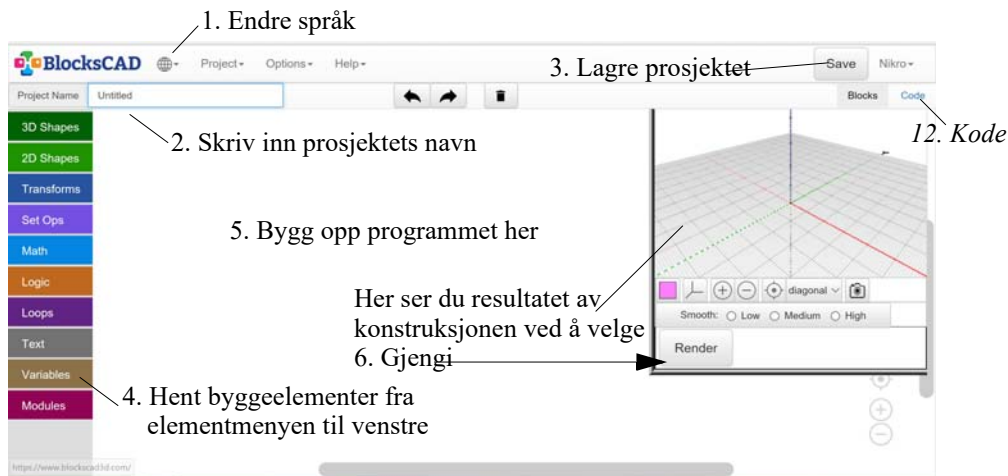 1. Endre språk
BlocksCAD Project Options Help 3. Lagre prosjektet Save Nikro
Project Name Untitled Blocks Code
12. Kode
3D Shapes
2. Skriv inn prosjektets navn
2D Shapes
Transforms
Set Ops
5. Bygg opp programmet her
Math
Logic
Loops
Text
Variables
Modules
Her ser du resultatet av
konstruksjonen ved å velge
6. Gjengi
diagonal
Smooth: Low Medium High
Render
4. Hent byggeelementer fra
elementmenyen til venstre
https://www.blockscad3d.com/